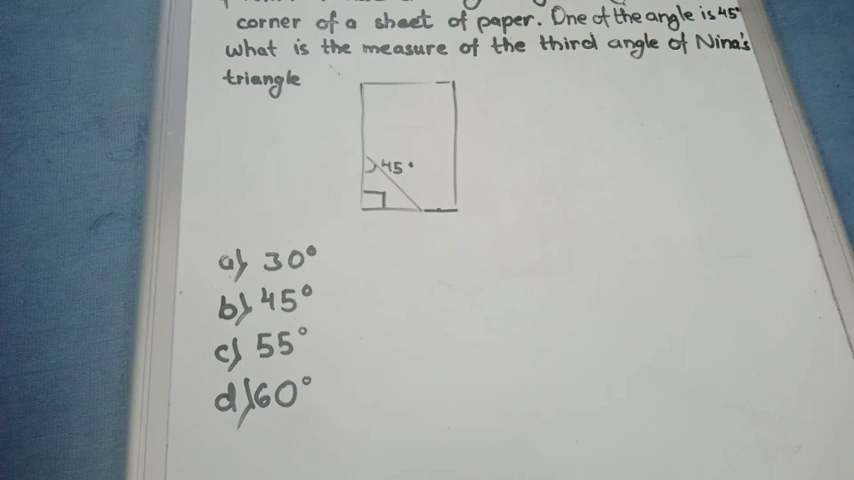 corner of a sheet of paper. One of the angle is 45°
what is the measure of the third angle of Nina's
triangle
45°
a) 30°
b) 45°
c) 55°
d) 60°